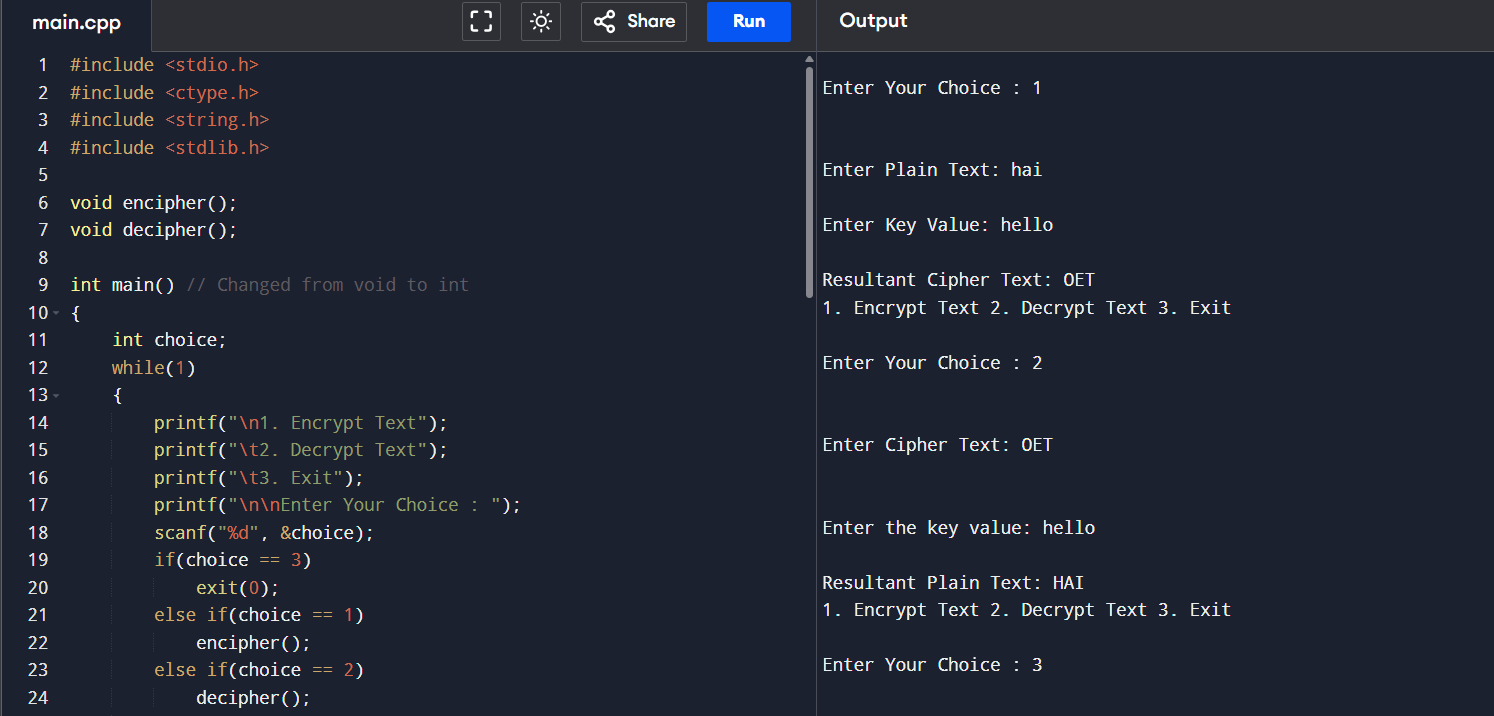 main.cpp
Share
Run
Output
1 #include <stdio.h>
2 #include <ctype.h>
3 #include <string.h>
4 #include <stdlib.h>
5
6 void encipher();
7 void decipher();
8
9 int main() // Changed from void to int
10 {
11     int choice;
12     while(1)
13     {
14         printf("\n1. Encrypt Text");
15         printf("\t2. Decrypt Text");
16         printf("\t3. Exit");
17         printf("\n\nEnter Your Choice : ");
18         scanf("%d", &choice);
19         if(choice == 3)
20             exit(0);
21         else if(choice == 1)
22             encipher();
23         else if(choice == 2)
24             decipher();
Enter Your Choice : 1
Enter Plain Text: hai
Enter Key Value: hello
Resultant Cipher Text: OET
1. Encrypt Text 2. Decrypt Text 3. Exit
Enter Your Choice : 2
Enter Cipher Text: OET
Enter the key value: hello
Resultant Plain Text: HAI
1. Encrypt Text 2. Decrypt Text 3. Exit
Enter Your Choice : 3